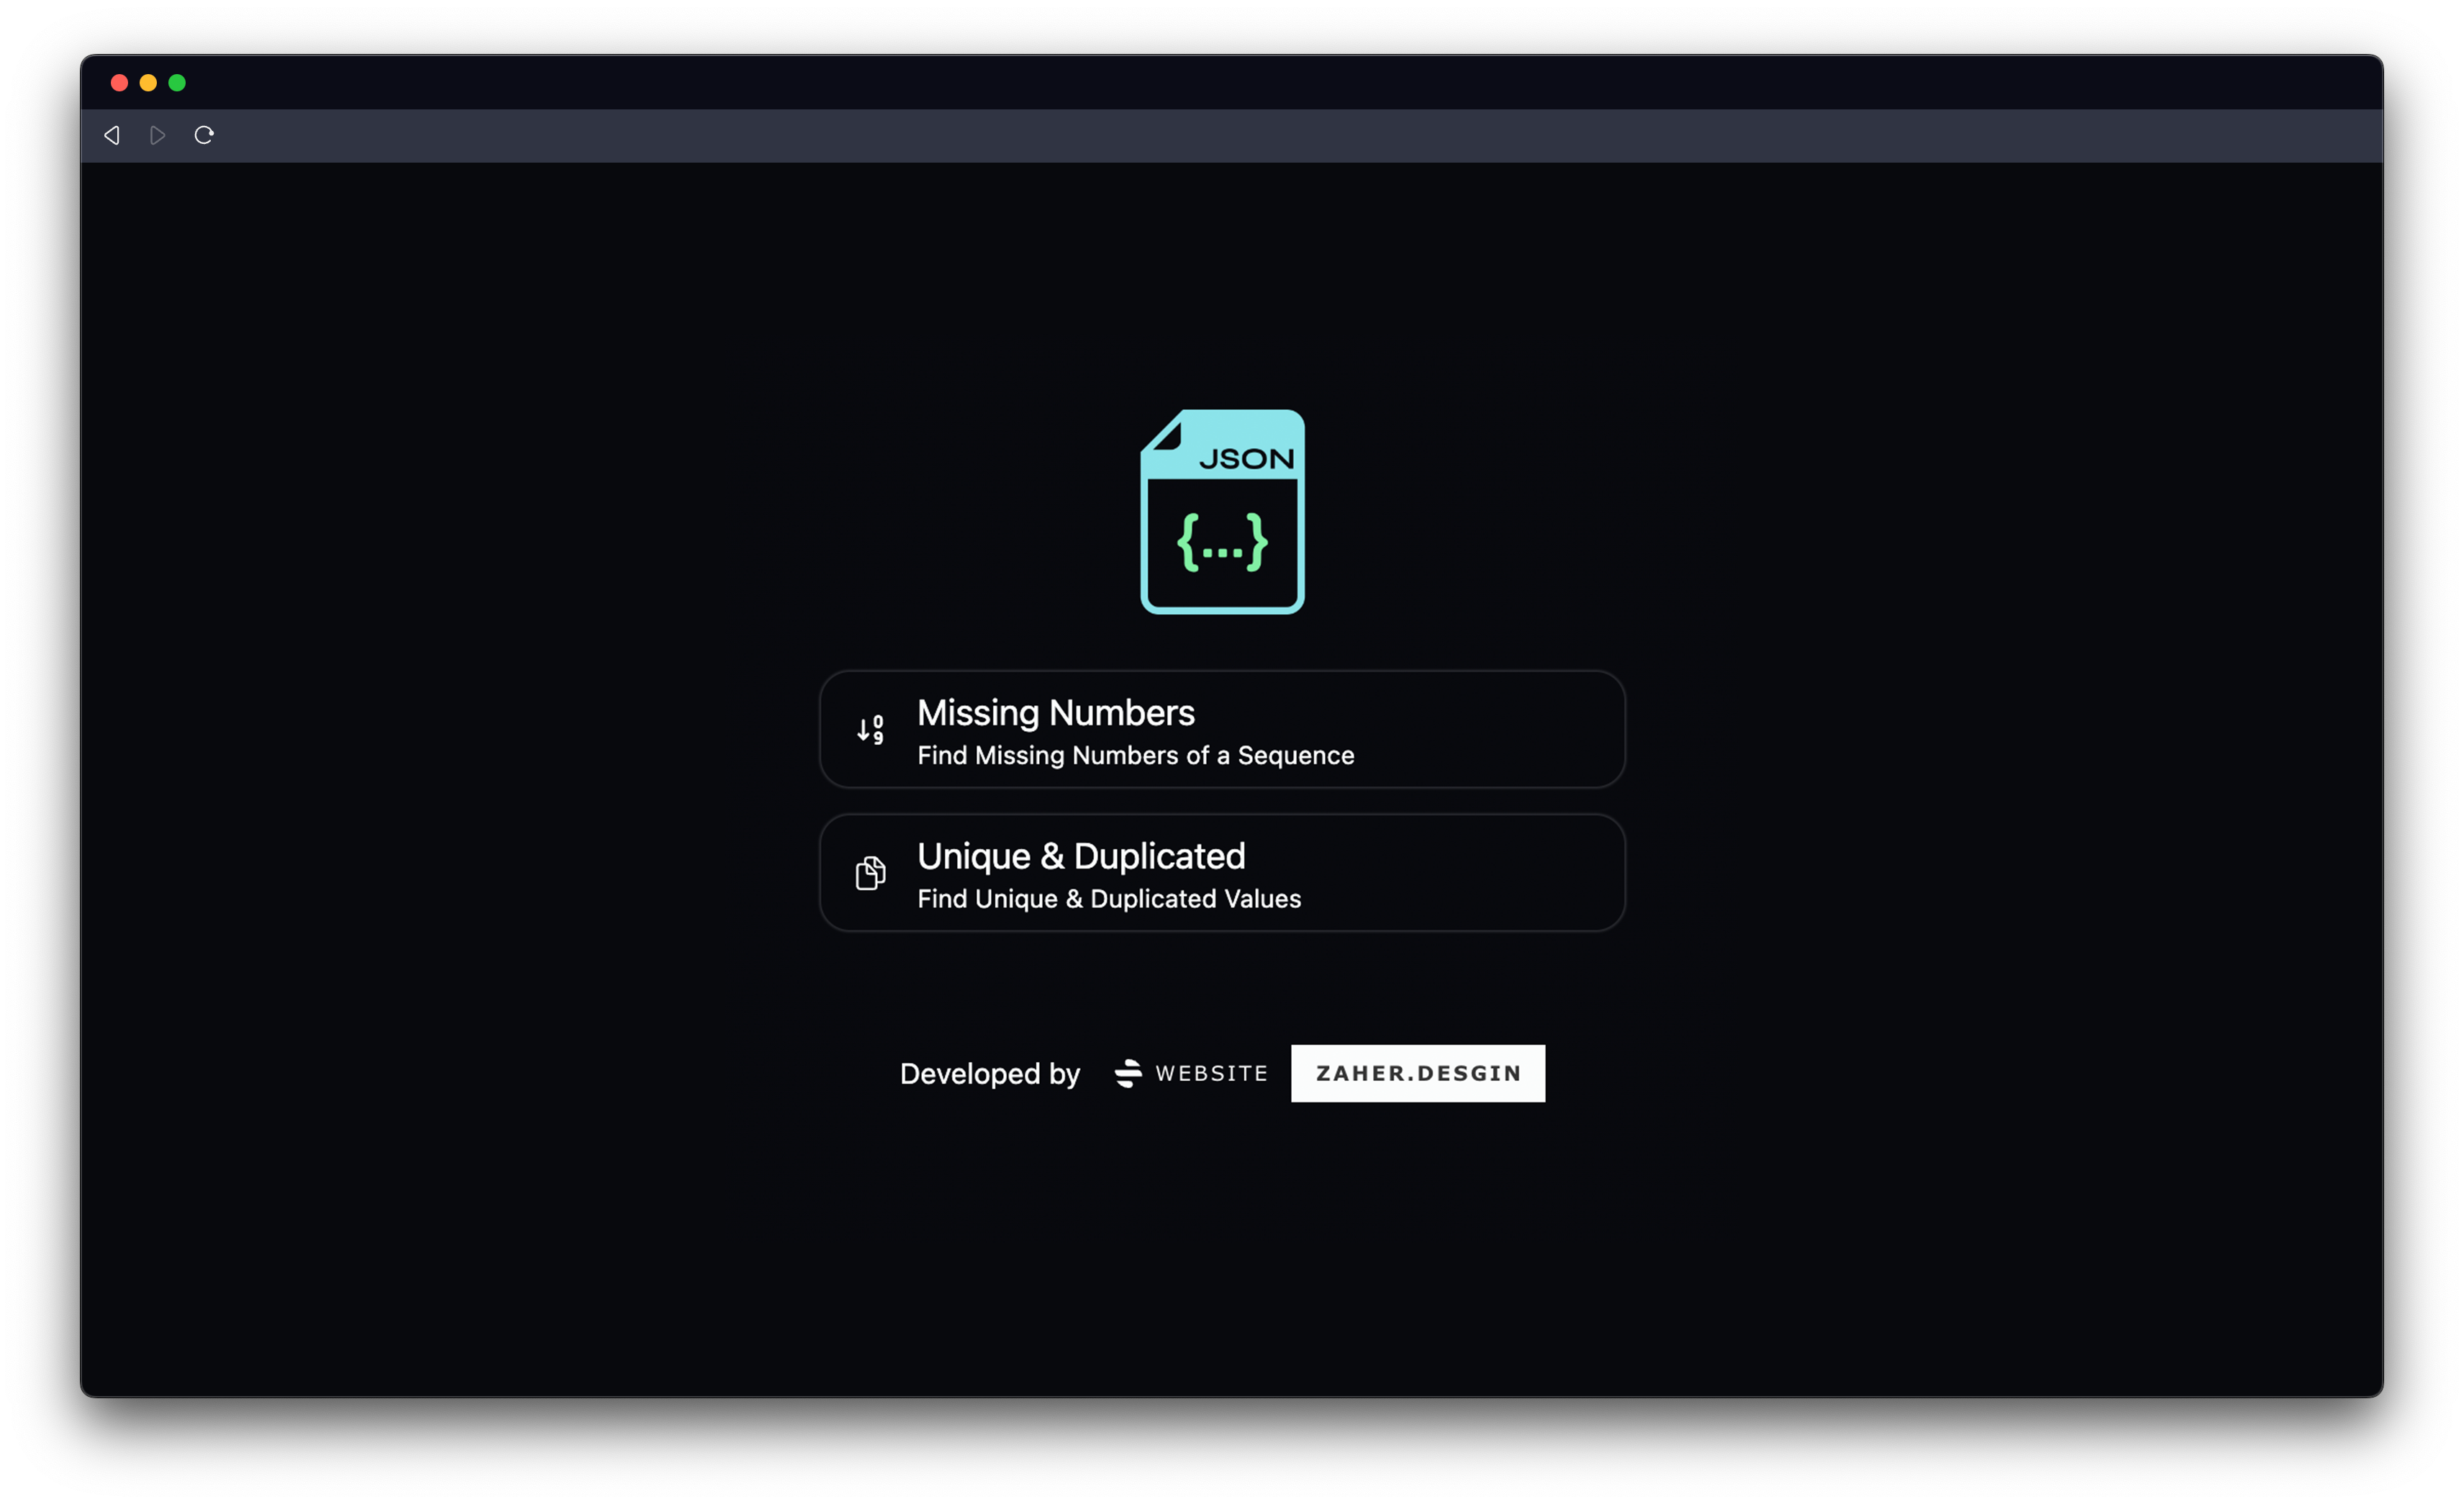 JSON
{...}
Missing Numbers
Find Missing Numbers of a Sequence
Unique & Duplicated
Find Unique & Duplicated Values
Developed by WEBSITE ZAHER.DESGIN